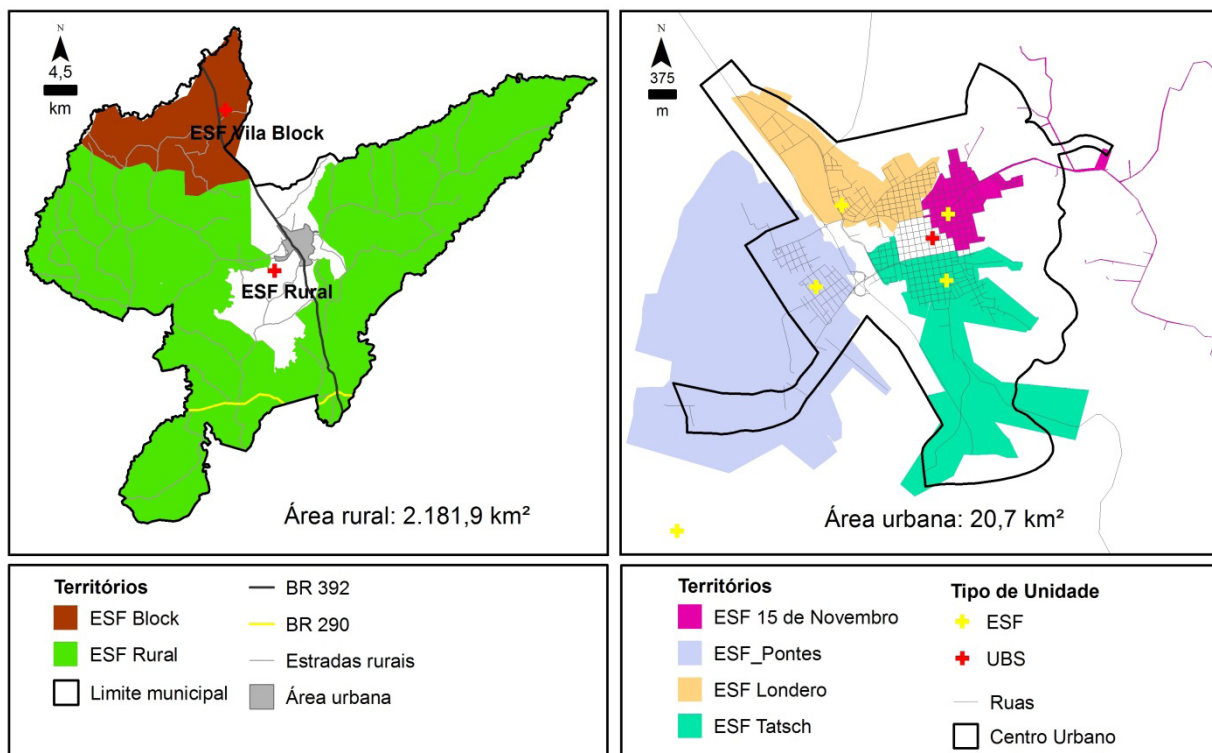 N
4,5
km
ESF Vila Block
ESF Rural
Área rural: 2.181,9 km²
N
375
m
Área urbana: 20,7 km²
Territórios
ESF Block
ESF Rural
Limite municipal
BR 392
BR 290
Estradas rurais
Área urbana
Territórios
ESF 15 de Novembro
ESF_Pontes
ESF Londero
ESF Tatsch
Tipo de Unidade
ESF
UBS
Ruas
Centro Urbano